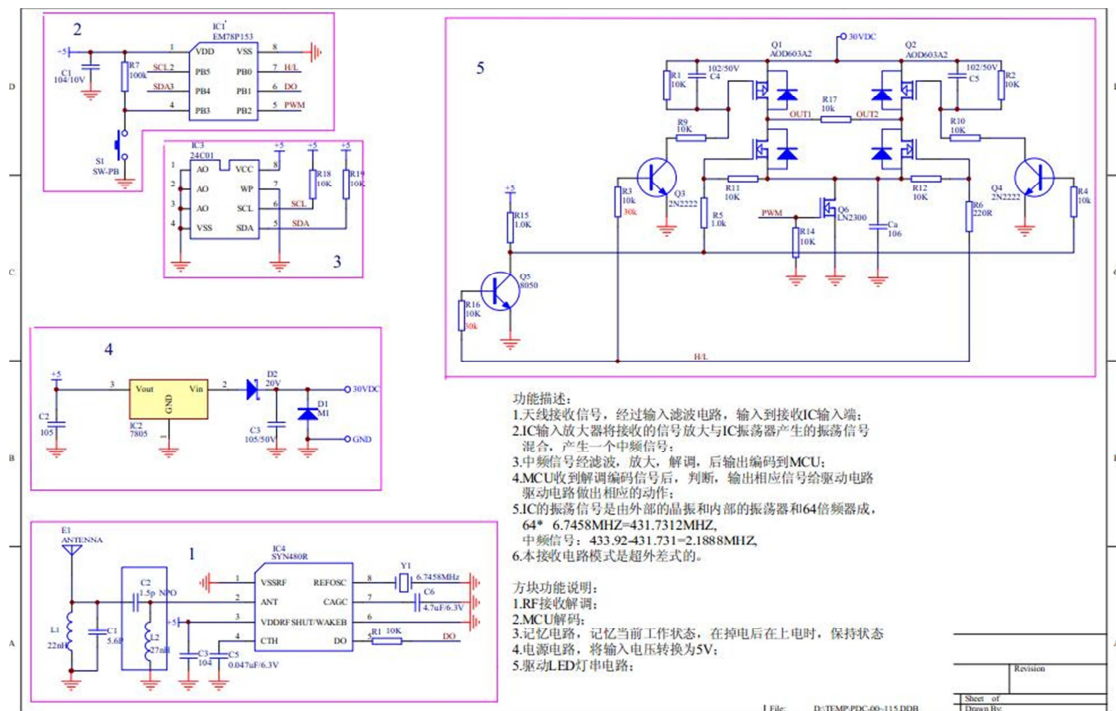 2
IC1'
EM78P153
+5
1 VDD VSS 8
C1
104/10V
R7
100k
SCL 2 PB5 PB0 7 H/L
SDA3 PB4 PB1 6 DO
4 PB3 PB2 5 PWM
S1
SW-PB
IC3
24C01
+5 +5 +5
1 AO VCC 8
2 AO WP 7
3 AO SCL 6 SCL
4 VSS SDA 5 SDA
R18
10K
R19
10K
3
5
30VDC
Q1
AOD603A2
Q2
AOD603A2
R1
10K
102/50V
C4
102/50V
C5
R2
10K
R17
10k
OUT1 OUT2
R9
10K
R10
10k
Q3
2N2222
Q4
2N2222
R3
10k
30k
R11
10K
R12
10K
R4
10k
R5
1.0k
R6
220R
PWM
Q6
LN2300
R14
10K
Ca
106
+5
R15
1.0K
Q5
8050
R16
10K
30k
H/L
4
+5
3 Vout Vin 2
GND
1
IC2
7805
C2
105
D2
20V
C3
105/50V
D1
M1
30VDC
GND
1
E1
ANTENNA
L1
22nH
C1
5.6P
C2
1.5p NPO
L2
27nH
IC4
SYN480R
1 VSSRF REFOSC 8
2 ANT CAGC 7
3 VDDRF SHUT/WAKEB 6
4 CTH DO 5
+5
C3
104
C5
0.047uF/6.3V
Y1
6.7458MHz
C6
4.7uF/6.3V
R1 10K
DO
功能描述:
1.天线接收信号，经过输入滤波电路，输入到接收IC输入端;
2.IC输入放大器将接收的信号放大与IC振荡器产生的振荡信号
混合，产生一个中频信号;
3.中频信号经滤波，放大，解调，后输出编码到MCU;
4.MCU收到解调编码信号后，判断，输出相应信号给驱动电路
驱动电路做出相应的动作;
5.IC的振荡信号是由外部的晶振和内部的振荡器和64倍频器成，
64* 6.7458MHZ=431.7312MHZ,
中频信号: 433.92-431.731=2.1888MHZ,
6.本接收电路模式是超外差式的。
方块功能说明:
1.RF接收解调;
2.MCU解码;
3.记忆电路，记忆当前工作状态，在掉电后在上电时，保持状态
4.电源电路，将输入电压转换为5V;
5.驱动LED灯串电路;
D
C
B
A
Revision
Sheet of
File: D:\TEMP\PDC-00~115.DDB
Drawn By: